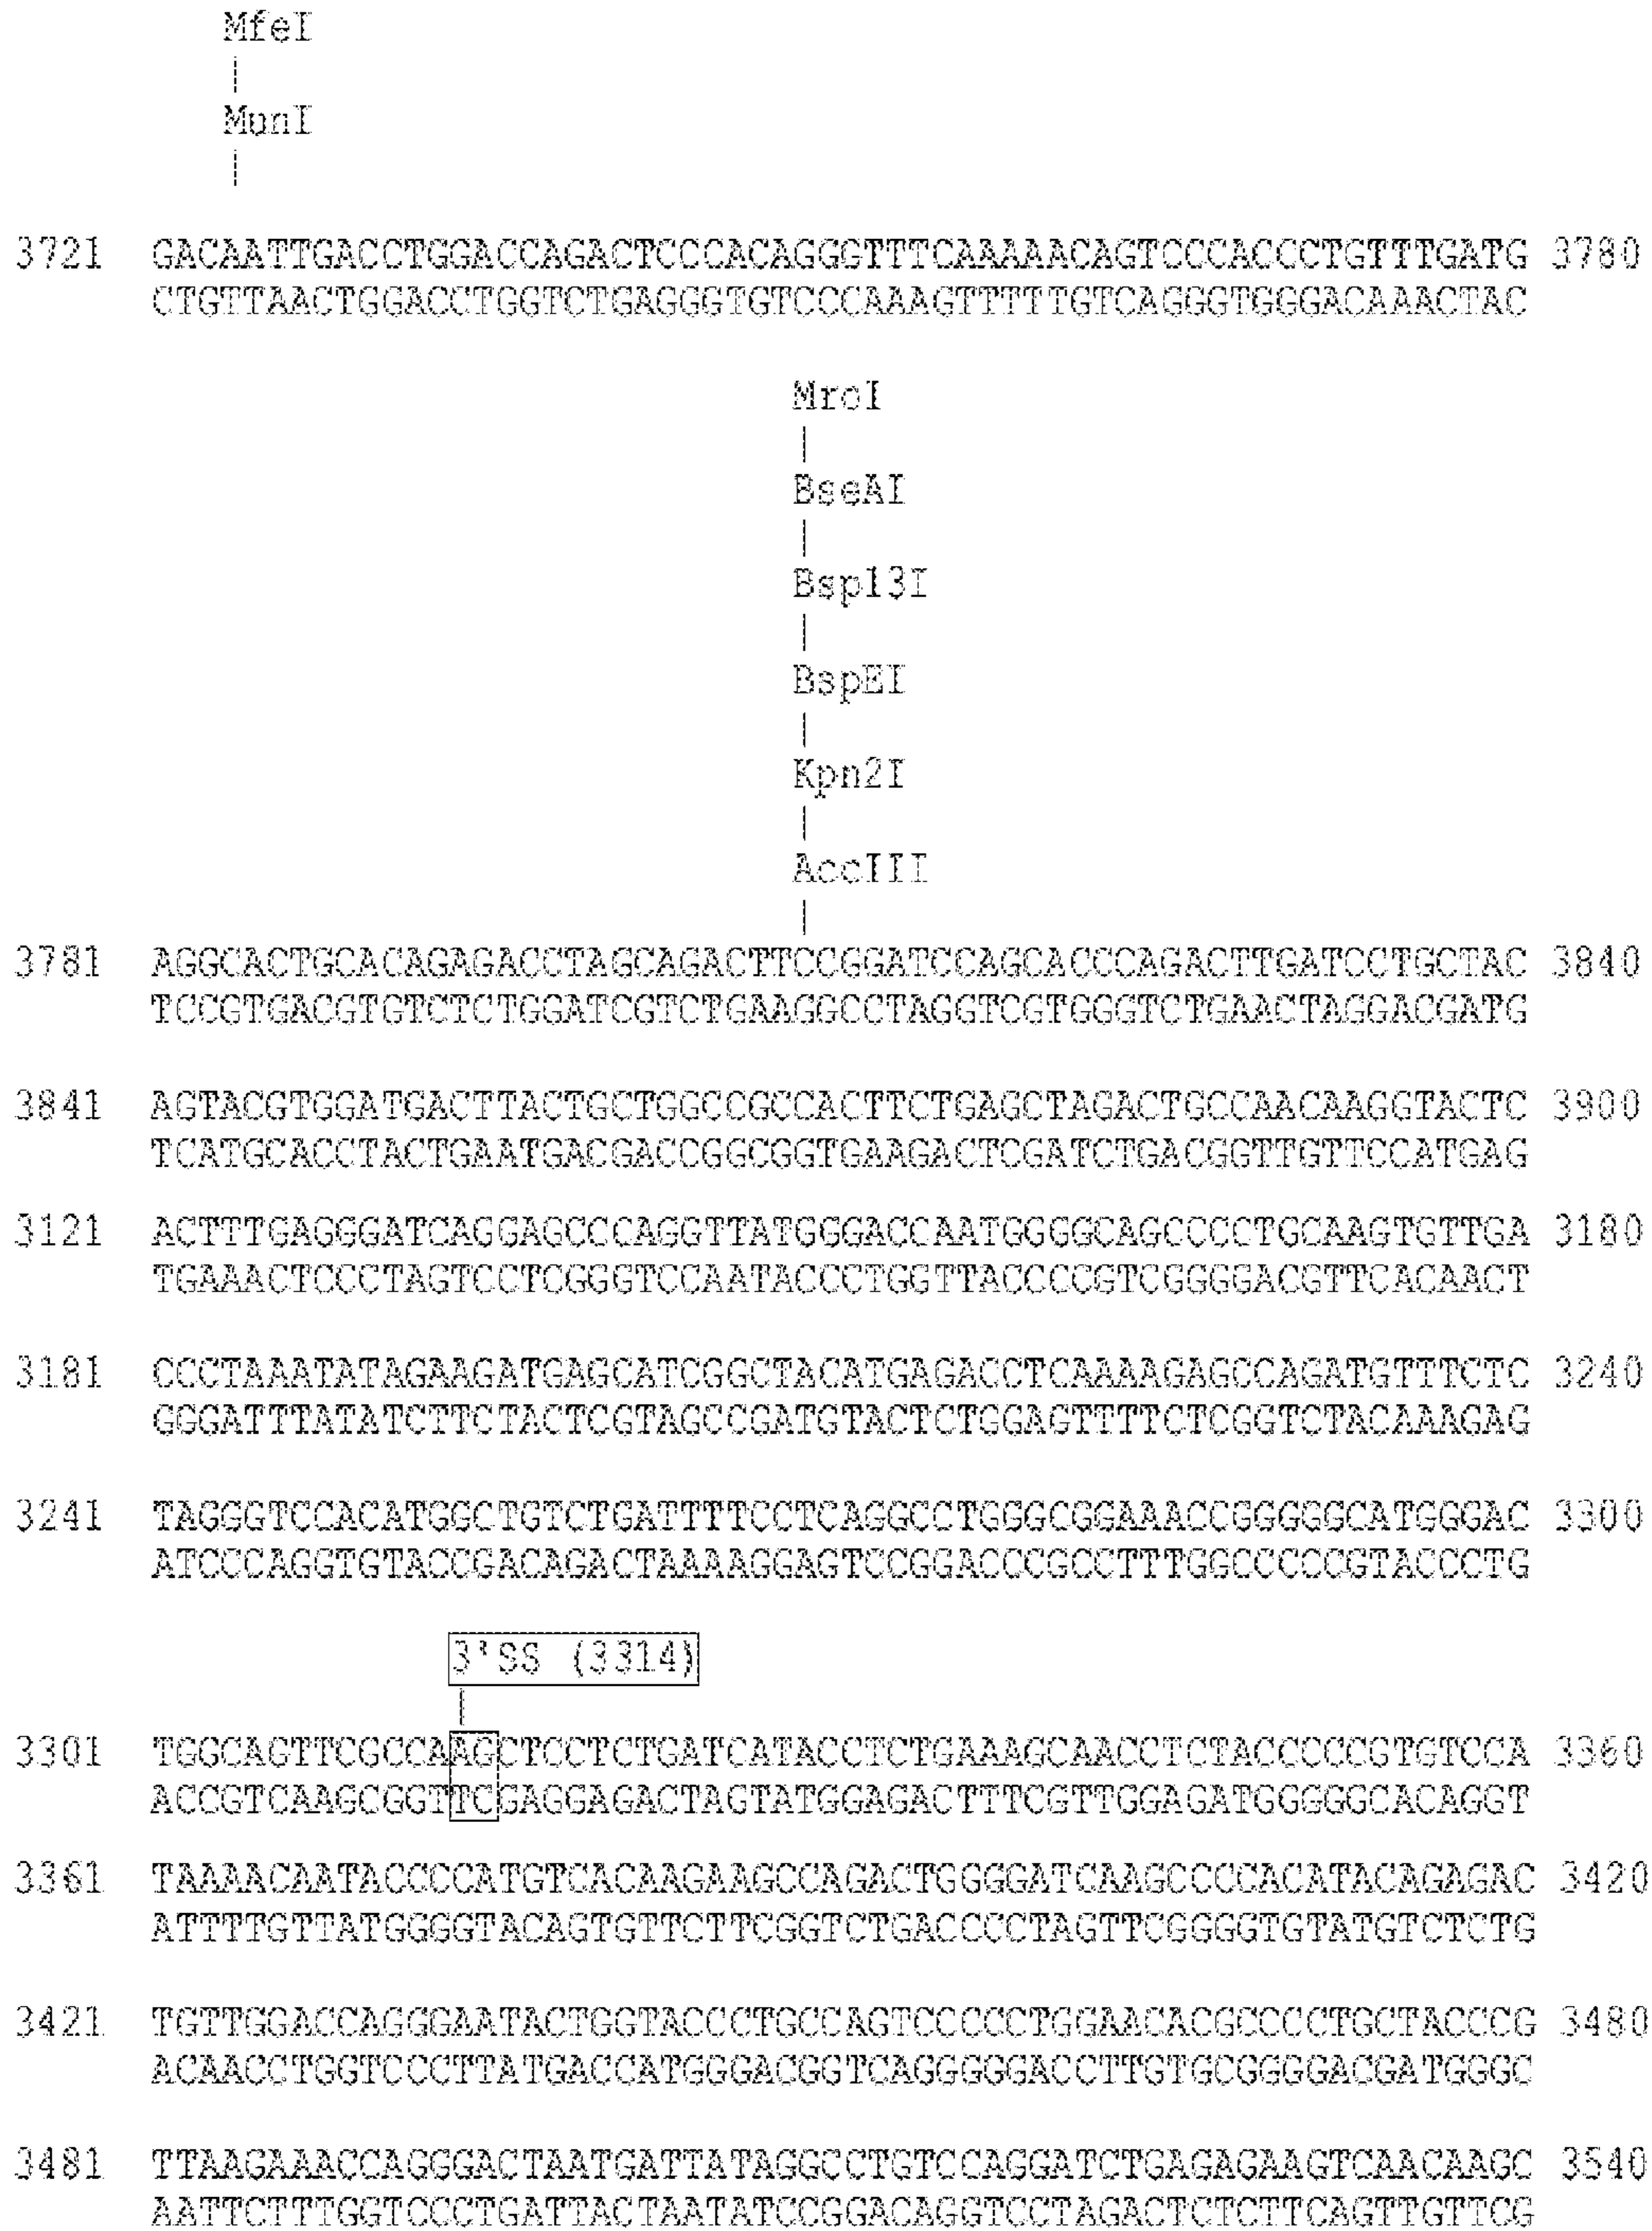 MfeI
|
MunI
|
3721 GACAATTGACCTGGACCAGACTCCCACAGGGTTTCAAAAACAGTCCCACCCTGTTTGATG 3780
CTGTTAACTGGACCTGGTCTGAGGGTGTCCCAAAGTTTTTGTCAGGGTGGGACAAACTAC
MroI
|
BseAI
|
Bsp13I
|
BspEI
|
Kpn2I
|
AccIII
|
3781 AGGCACTGCACAGAGACCTAGCAGACTTCCGGATCCAGCACCCAGACTTGATCCTGCTAC 3840
TCCGTGACGTGTCTCTGGATCGTCTGAAGGCCTAGGTCGTGGGTCTGAACTAGGACGATG
3841 AGTACGTGGATGACTTACTGCTGGCCGCCACTTCTGAGCTAGACTGCCAACAAGGTACTC 3900
TCATGCACCTACTGAATGACGACCGGCGGTGAAGACTCGATCTGACGGTTGTTCCATGAG
3121 ACTTTGAGGGATCAGGAGCCCAGGTTATGGGACCAATGGGGCAGCCCCTGCAAGTGTTGA 3180
TGAAACTCCCTAGTCCTCGGGTCCAATACCCTGGTTACCCCGTCGGGGACGTTCACAACT
3181 CCCTAAATATAGAAGATGAGCATCGGCTACATGAGACCTCAAAAGAGCCAGATGTTTCTC 3240
GGGATTTATATCTTCTACTCGTAGCCGATGTACTCTGGAGTTTTCTCGGTCTACAAAGAG
3241 TAGGGTCCACATGGCTGTCTGATTTTCCTCAGGCCTGGGCGGAAACCGGGGGCATGGGAC 3300
ATCCCAGGTGTACCGACAGACTAAAAGGAGTCCGGACCCGCCTTTGGCCCCCGTACCCTG
3'SS (3314)
|
3301 TGGCAGTTCGCCAAGCTCCTCTGATCATACCTCTGAAAGCAACCTCTACCCCCGTGTCCA 3360
ACCGTCAAGCGGTTCGAGGAGACTAGTATGGAGACTTTCGTTGGAGATGGGGGCACAGGT
3361 TAAAACAATACCCCATGTCACAAGAAGCCAGACTGGGGATCAAGCCCCACATACAGAGAC 3420
ATTTTGTTATGGGGTACAGTGTTCTTCGGTCTGACCCCTAGTTCGGGGTGTATGTCTCTG
3421 TGTTGGACCAGGGAATACTGGTACCCTGCCAGTCCCCCTGGAACACGCCCCTGCTACCCG 3480
ACAACCTGGTCCCTTATGACCATGGGACGGTCAGGGGGACCTTGTGCGGGGACGATGGGC
3481 TTAAGAAACCAGGGACTAATGATTATAGGCCTGTCCAGGATCTGAGAGAAGTCAACAAGC 3540
AATTCTTTGGTCCCTGATTACTAATATCCGGACAGGTCCTAGACTCTCTTCAGTTGTTCG